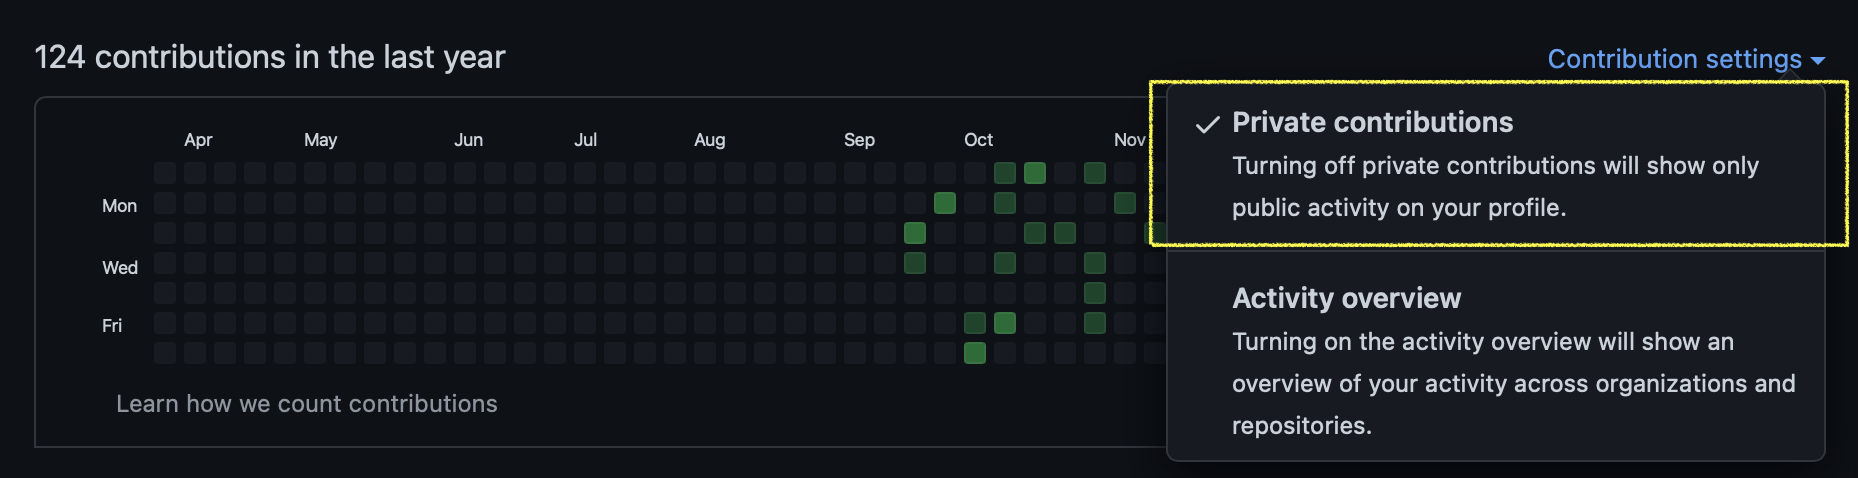 124 contributions in the last year
Contribution settings
Apr May Jun Jul Aug Sep Oct Nov
Mon
Wed
Fri
Learn how we count contributions
Private contributions
Turning off private contributions will show only
public activity on your profile.
Activity overview
Turning on the activity overview will show an
overview of your activity across organizations and
repositories.